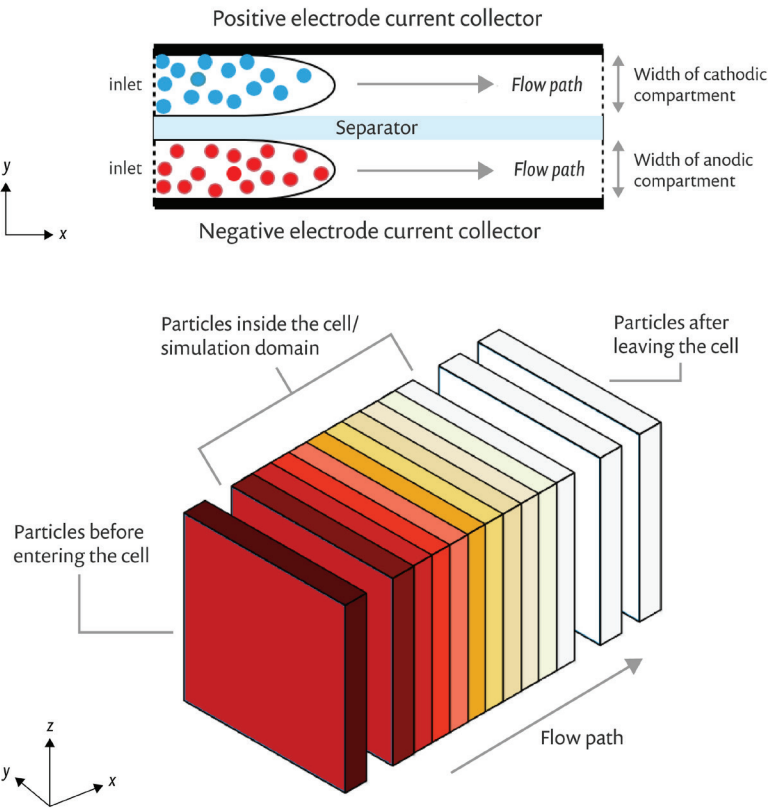 Positive electrode current collector
inlet
Flow path
Width of cathodic
compartment
Separator
inlet
Flow path
Width of anodic
compartment
y
x
Negative electrode current collector
Particles inside the cell/
simulation domain
Particles after
leaving the cell
Particles before
entering the cell
Flow path
z
y
x